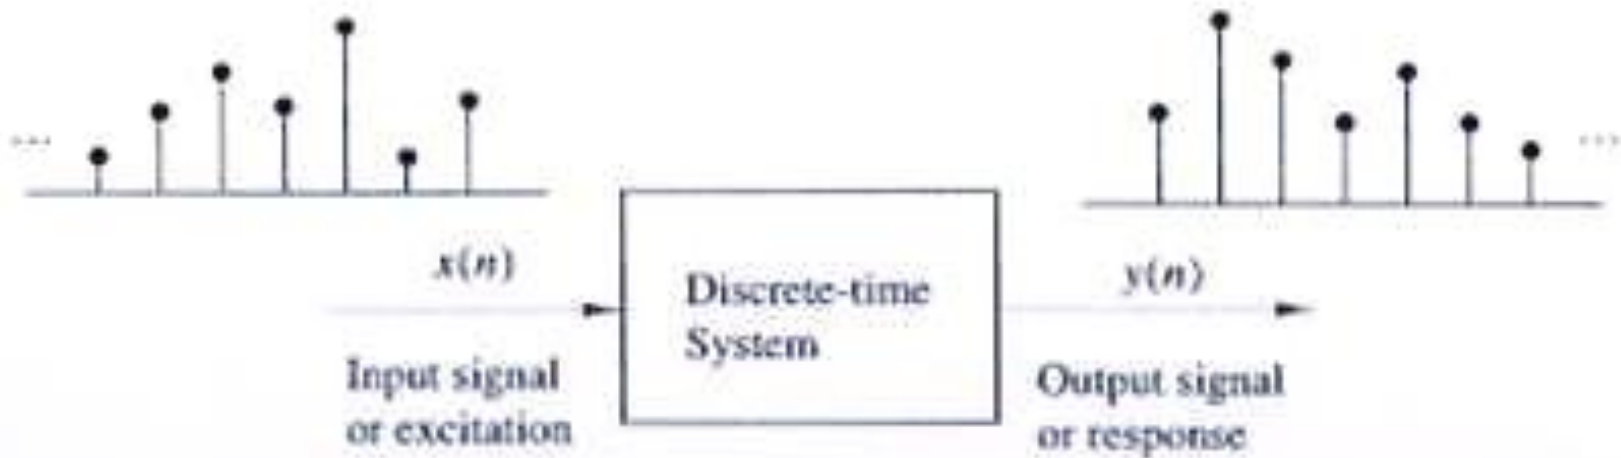 ...
...
x(n)
y(n)
Discrete-time
System
Input signal
or excitation
Output signal
or response